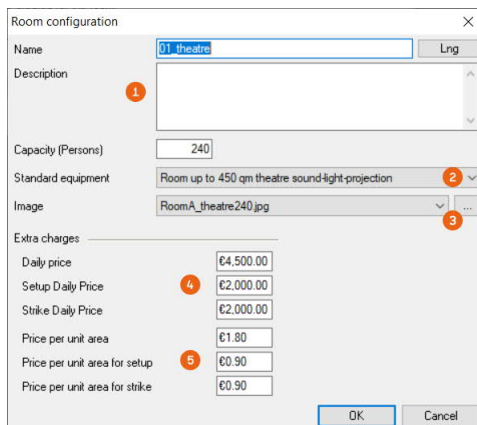 Room configuration
Name 01_theatre Lng
Description
1
Capacity (Persons) 240
Standard equipment Room up to 450 qm theatre sound-light-projection 2
Image RoomA_theatre240.jpg ...
3
Extra charges
Daily price €4,500.00
Setup Daily Price 4 €2,000.00
Strike Daily Price €2,000.00
Price per unit area €1.80
Price per unit area for setup 5 €0.90
Price per unit area for strike €0.90
OK Cancel